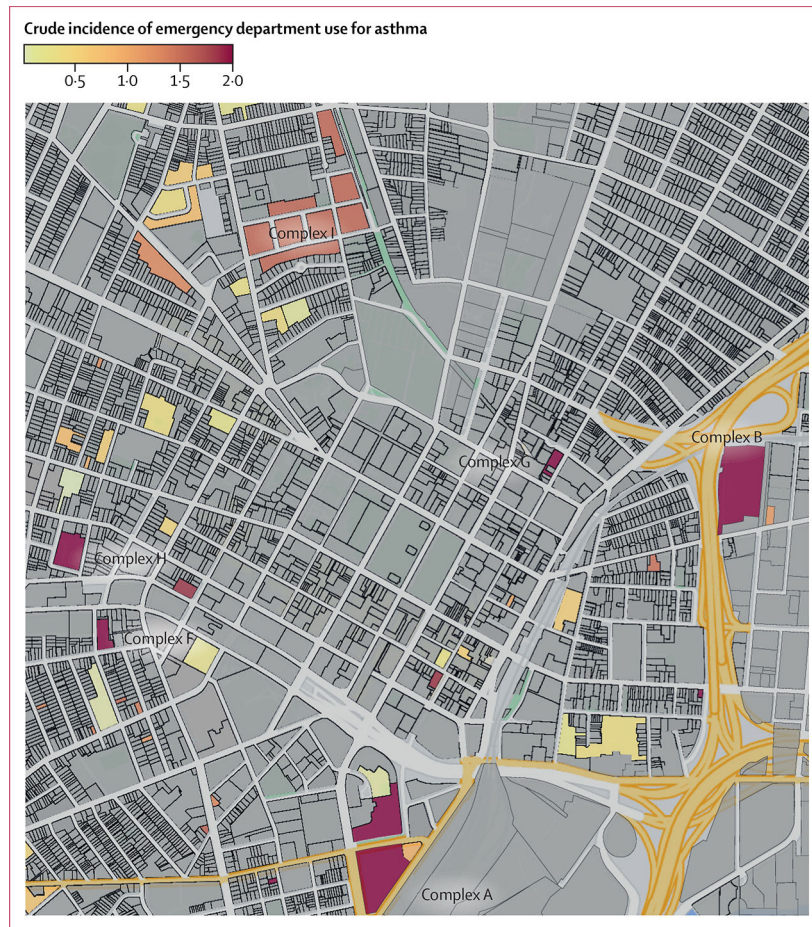 Crude incidence of emergency department use for asthma
0·5 1·0 1·5 2·0
Complex I
Complex B
Complex G
Complex H
Complex F
Complex A